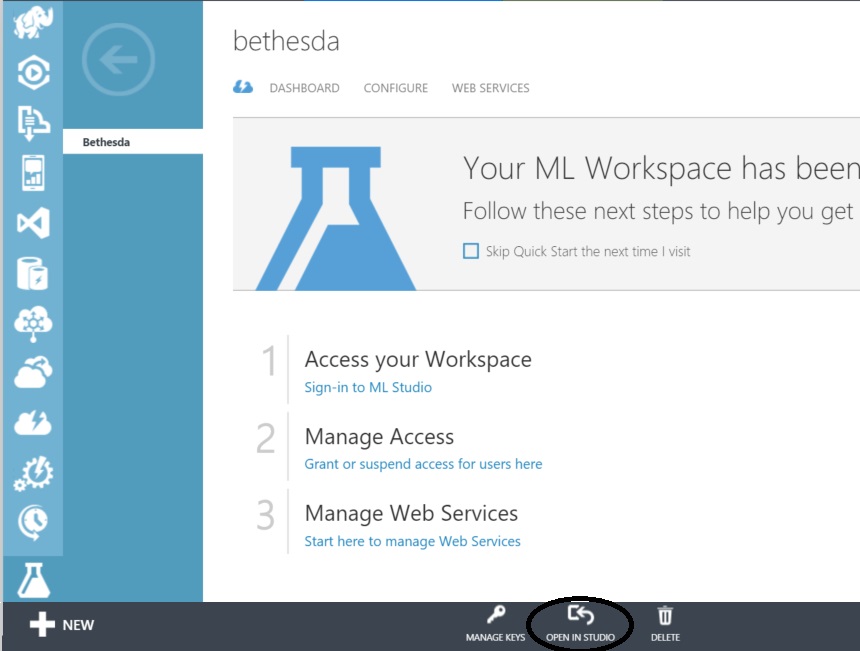 bethesda
DASHBOARD CONFIGURE WEB SERVICES
Bethesda
Your ML Workspace has been
Follow these next steps to help you get
Skip Quick Start the next time I visit
1 Access your Workspace
Sign-in to ML Studio
2 Manage Access
Grant or suspend access for users here
3 Manage Web Services
Start here to manage Web Services
NEW
MANAGE KEYS OPEN IN STUDIO DELETE